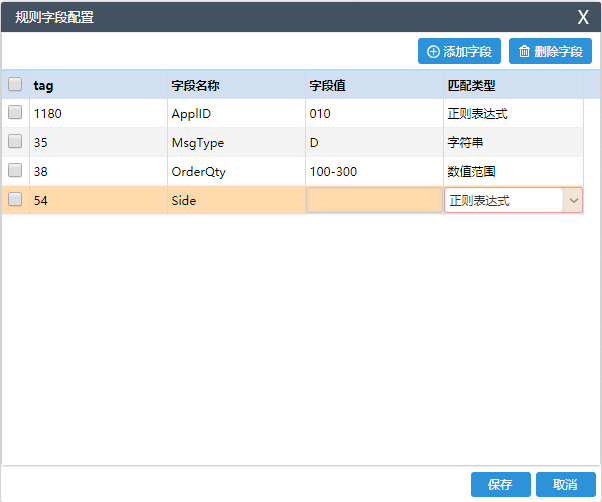 规则字段配置 X
添加字段 删除字段
tag 字段名称 字段值 匹配类型
1180 ApplID 010 正则表达式
35 MsgType D 字符串
38 OrderQty 100-300 数值范围
54 Side 正则表达式
保存 取消